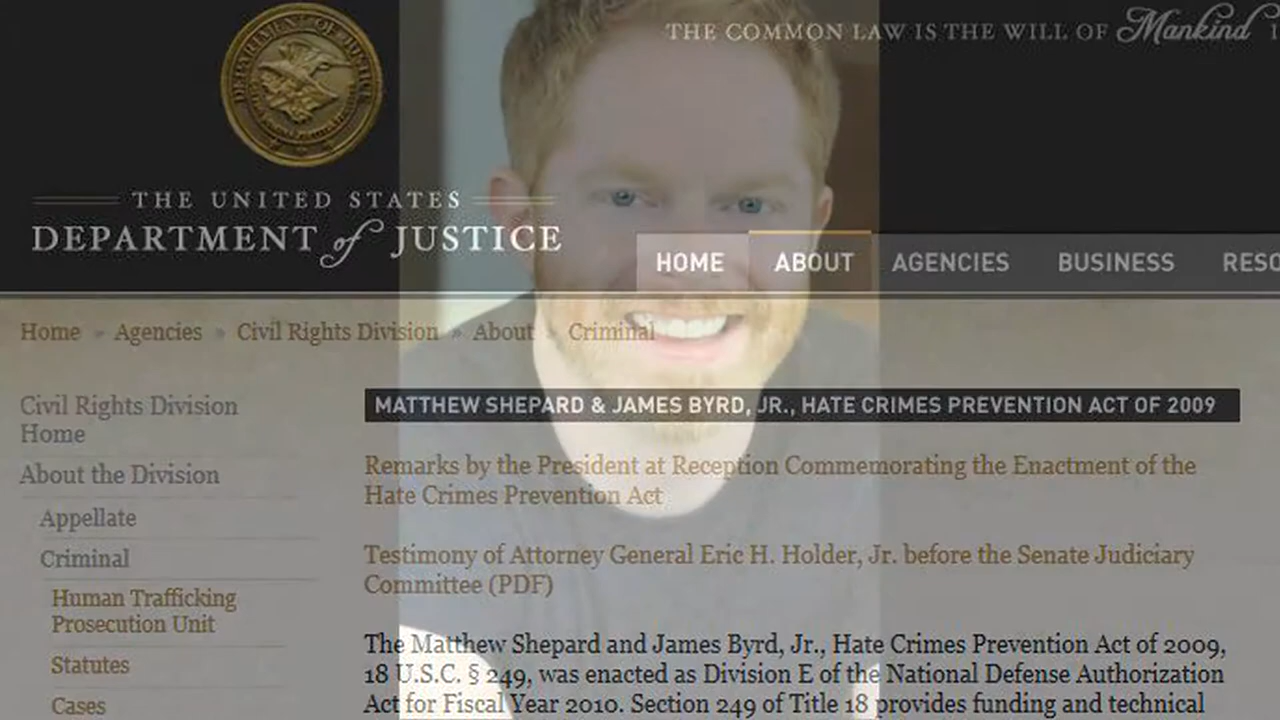 THE COMMON LAW IS THE WILL OF Mankind
THE UNITED STATES
DEPARTMENT of JUSTICE
HOME ABOUT AGENCIES BUSINESS RESO
Home » Agencies » Civil Rights Division » About » Criminal
Civil Rights Division
Home
About the Division
Appellate
Criminal
Human Trafficking
Prosecution Unit
Statutes
Cases
MATTHEW SHEPARD & JAMES BYRD, JR., HATE CRIMES PREVENTION ACT OF 2009
Remarks by the President at Reception Commemorating the Enactment of the
Hate Crimes Prevention Act
Testimony of Attorney General Eric H. Holder, Jr. before the Senate Judiciary
Committee (PDF)
The Matthew Shepard and James Byrd, Jr., Hate Crimes Prevention Act of 2009,
18 U.S.C. § 249, was enacted as Division E of the National Defense Authorization
Act for Fiscal Year 2010. Section 249 of Title 18 provides funding and technical